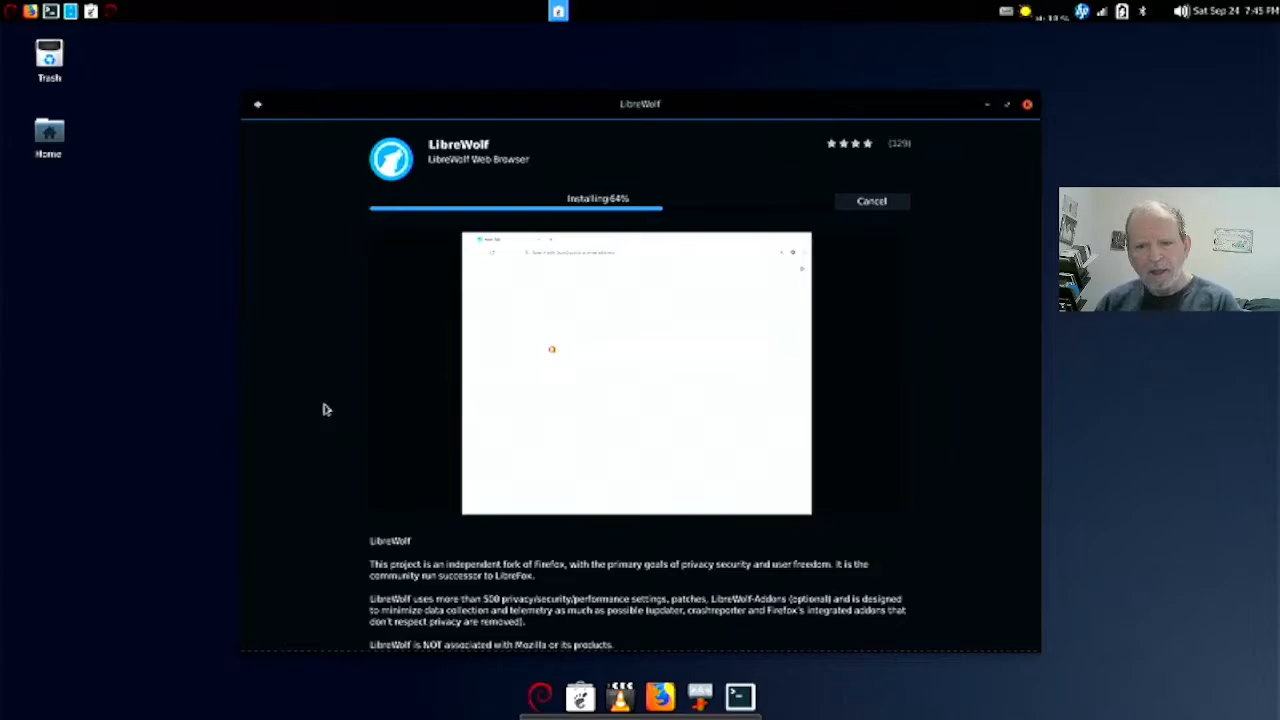 Sat Sep 24 7:45 PM
Trash
Home
LibreWolf
LibreWolf
LibreWolf Web Browser
(129)
Installing 64%
Cancel
LibreWolf
This project is an independent fork of Firefox, with the primary goals of privacy security and user freedom. It is the
community run successor to LibreFox.
LibreWolf uses more than 500 privacy/security/performance settings, patches, LibreWolf-Addons (optional) and is designed
to minimize data collection and telemetry as much as possible (updater, crashreporter and Firefox's integrated addons that
don't respect privacy are removed).
LibreWolf is NOT associated with Mozilla or its products.